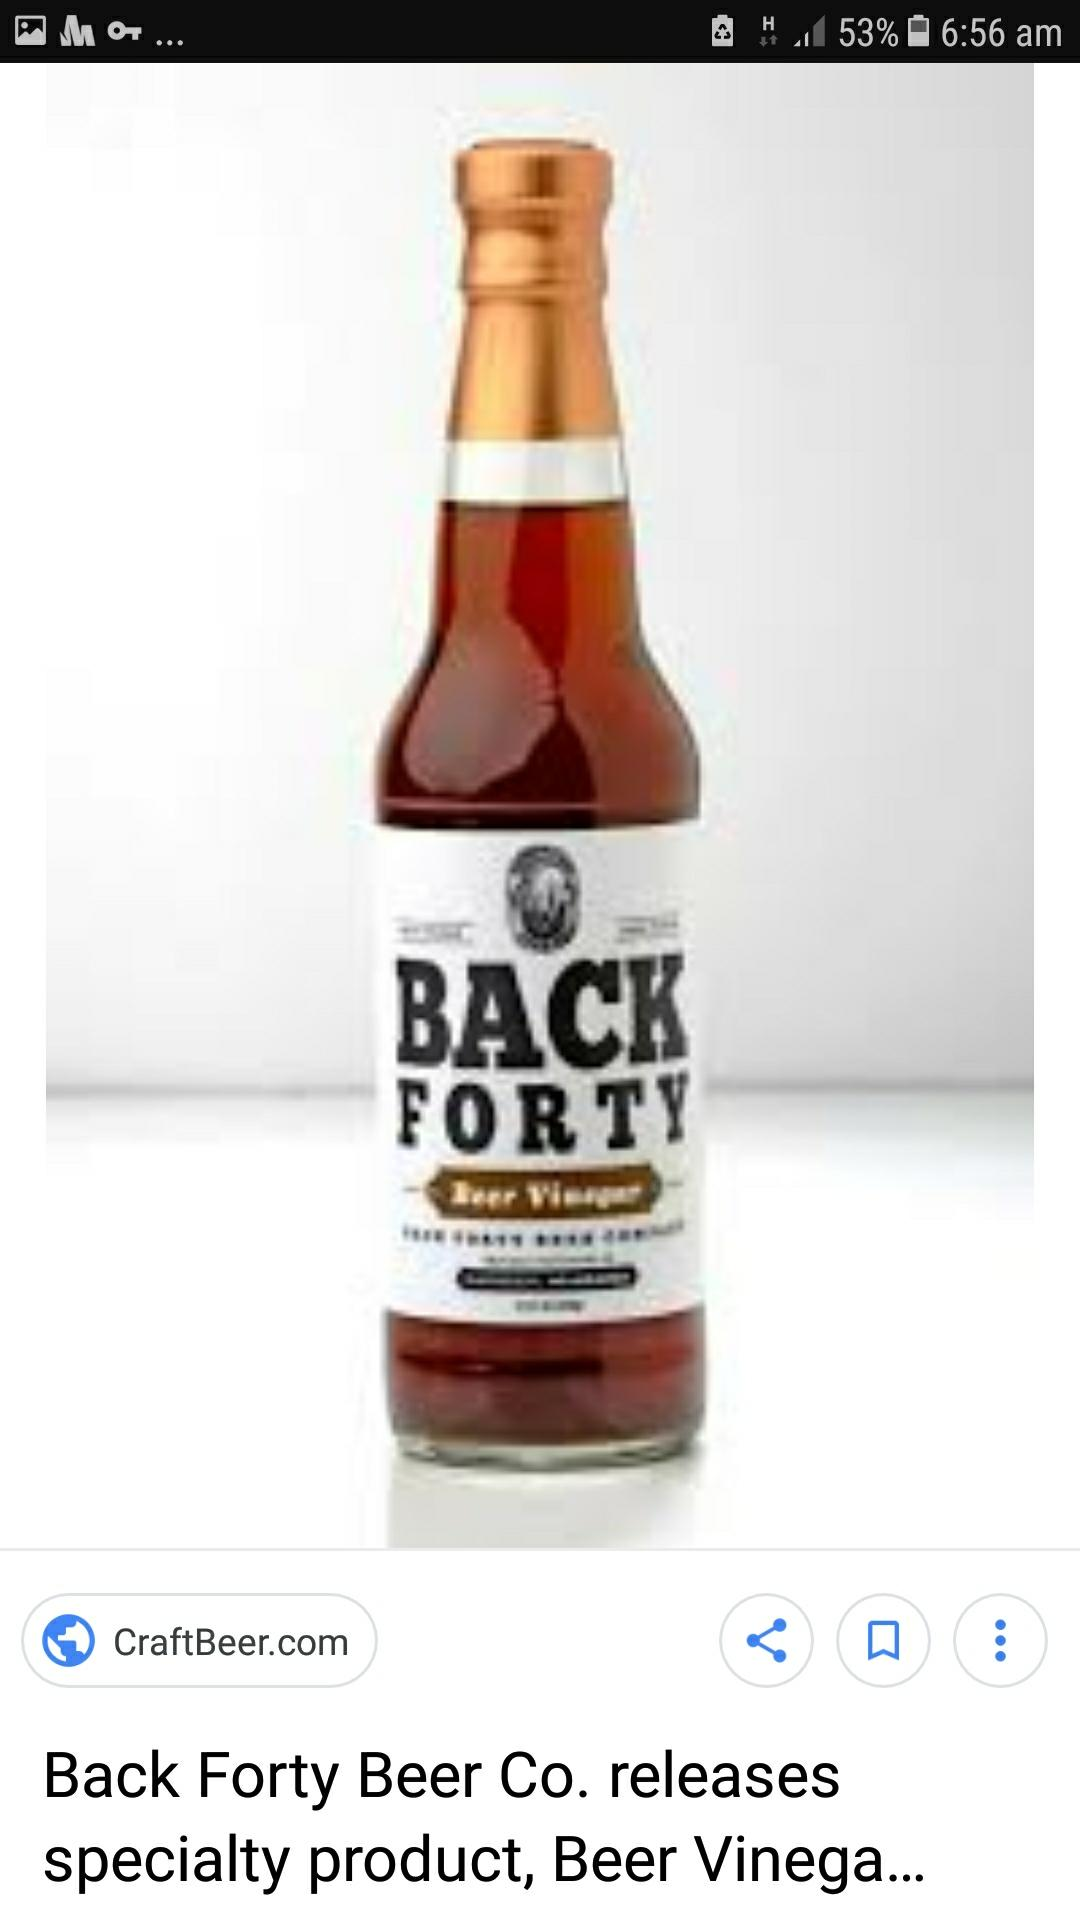 ... 53% 6:56 am
H
BACK
FORTY
Beer Vinegar
CraftBeer.com
Back Forty Beer Co. releases
specialty product, Beer Vinega...